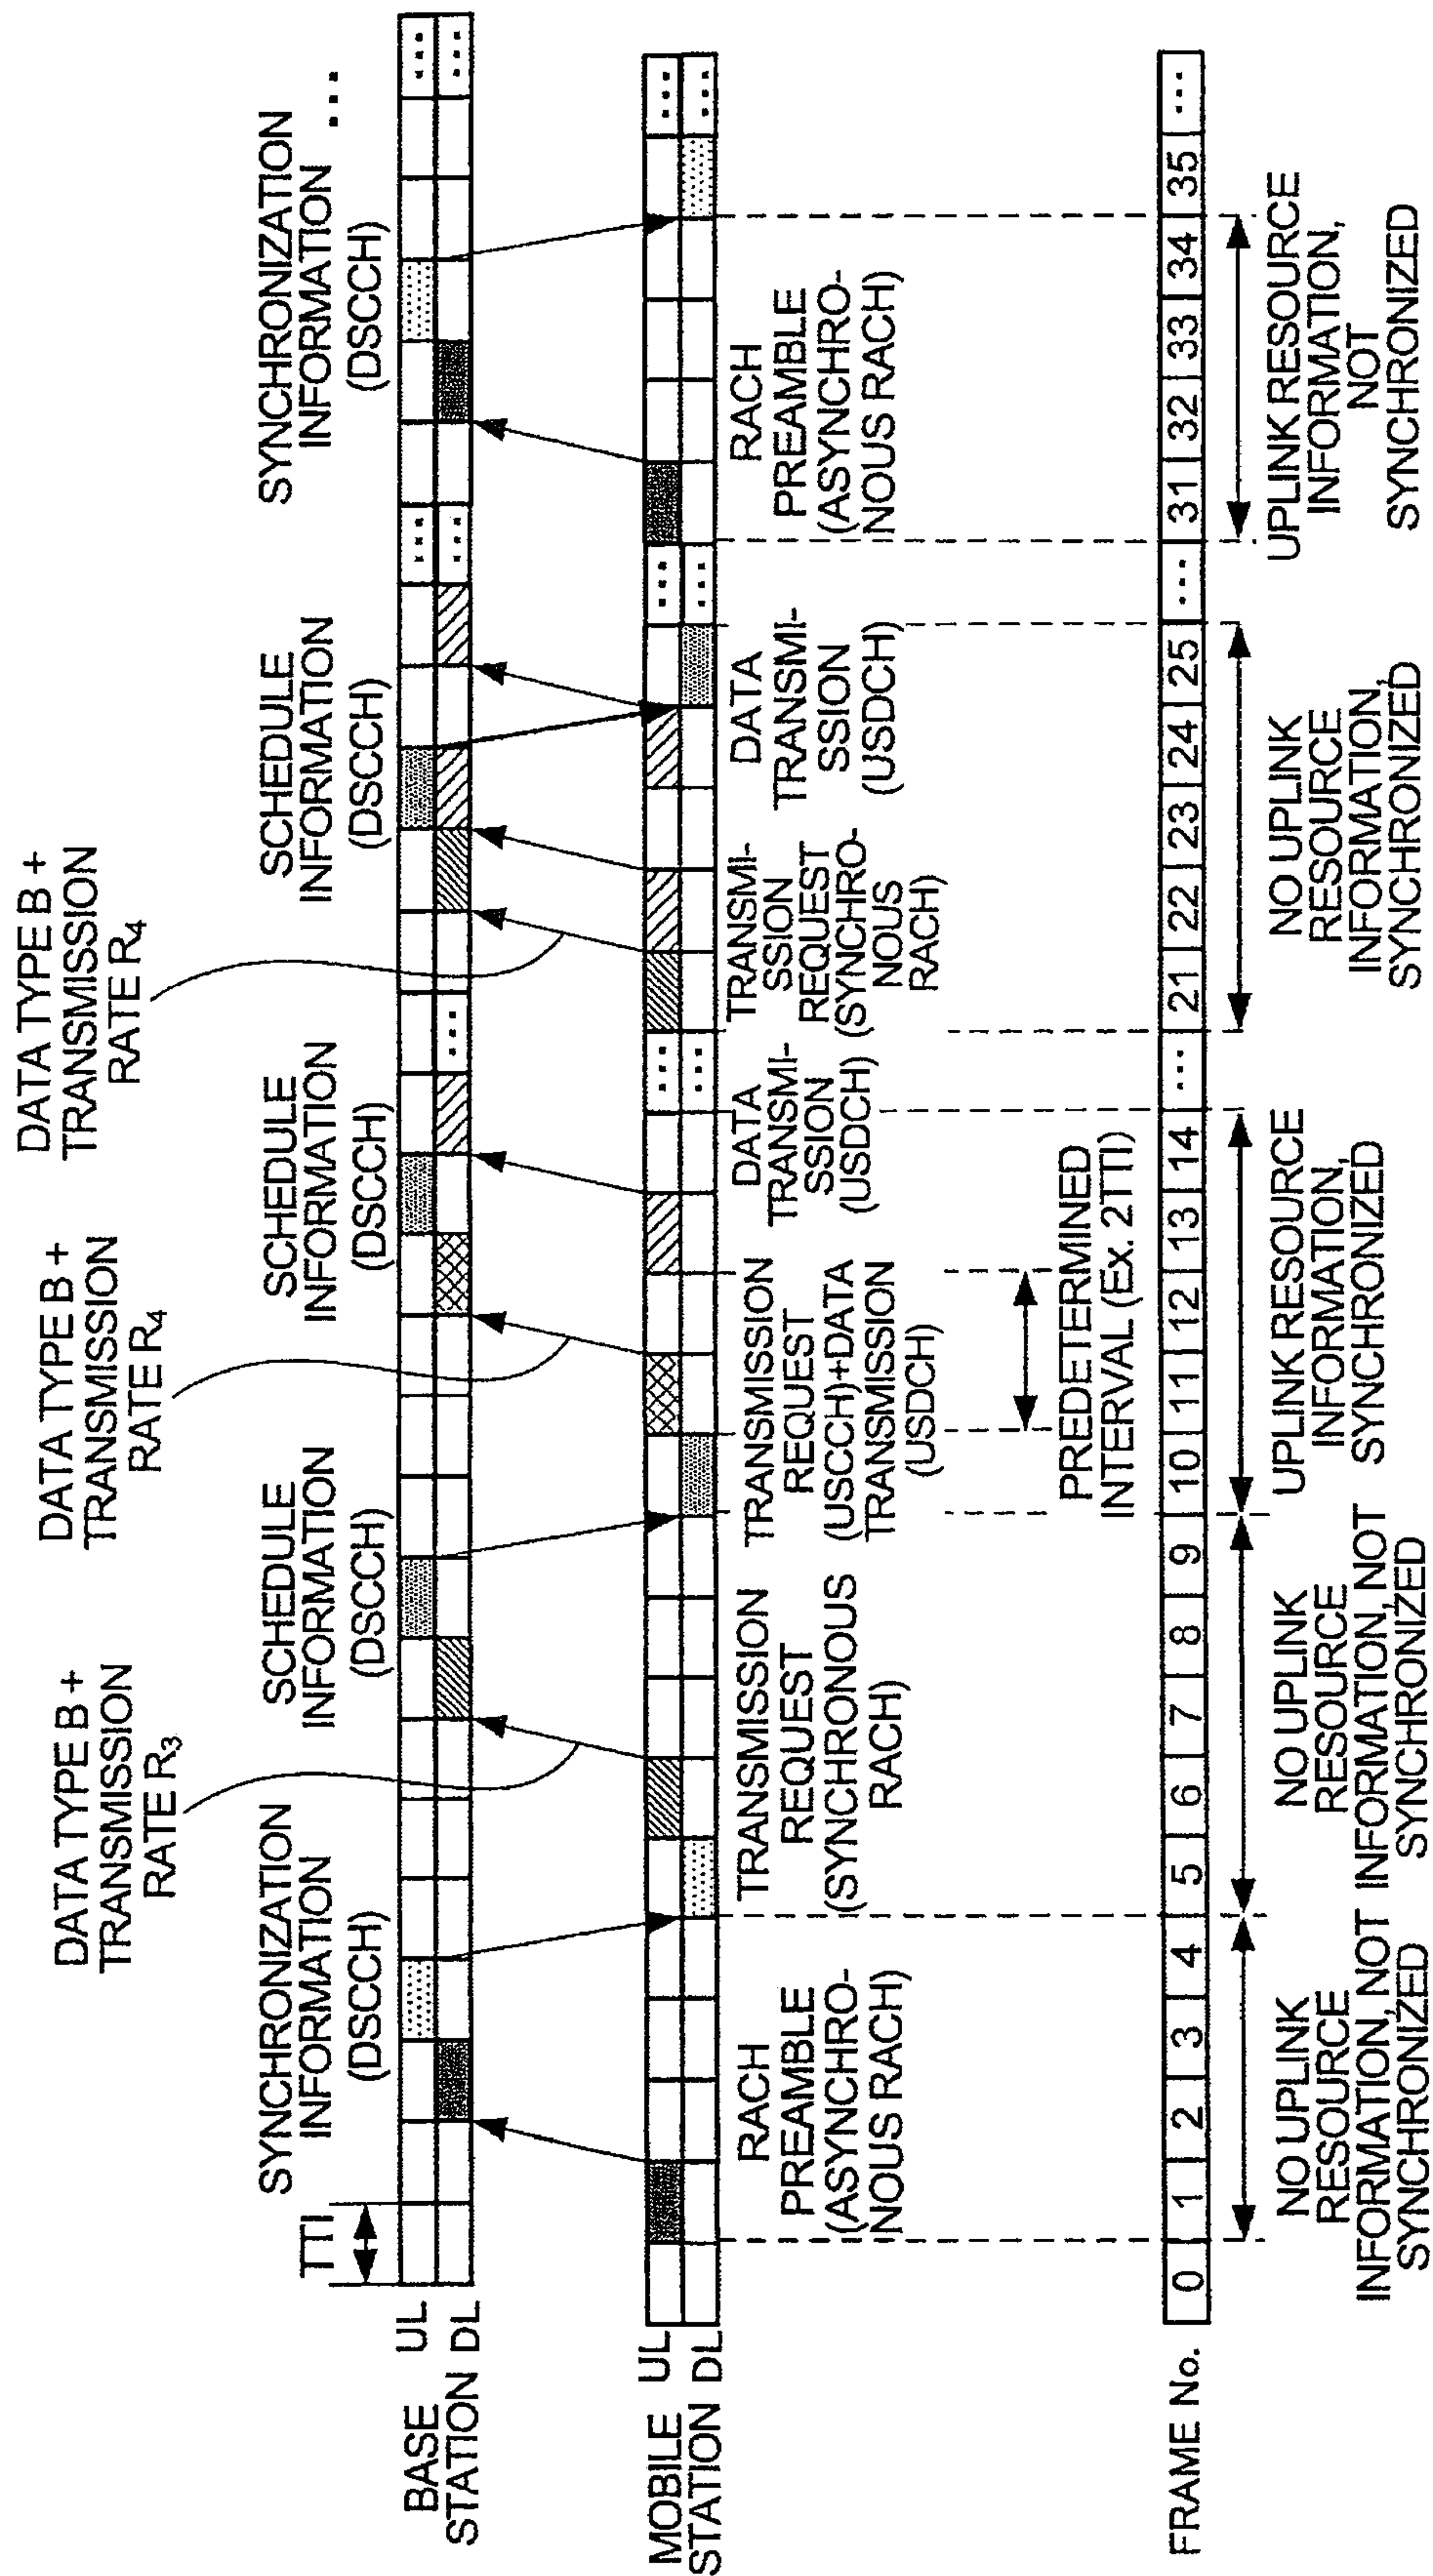 DATA TYPE B +
TRANSMISSION
RATE R3
DATA TYPE B +
TRANSMISSION
RATE R4
DATA TYPE B +
TRANSMISSION
RATE R4
TTI
SYNCHRONIZATION
INFORMATION
(DSCCH)
SCHEDULE
INFORMATION
(DSCCH)
SCHEDULE
INFORMATION
(DSCCH)
SCHEDULE
INFORMATION
(DSCCH)
SYNCHRONIZATION
INFORMATION ...
(DSCCH)
BASE UL
STATION DL
... ... ...
... ... ... ...
MOBILE UL
STATION DL
... ... ...
... ... ...
RACH
PREAMBLE
(ASYNCHRO-
NOUS RACH)
TRANSMISSION
REQUEST
(SYNCHRONOUS
RACH)
TRANSMISSION
REQUEST
(USCCH)+DATA
TRANSMISSION
(USDCH)
DATA
TRANSMI-
SSION
(USDCH)
TRANSMI-
SSION
REQUEST
(SYNCHRO-
NOUS
RACH)
DATA
TRANSMI-
SSION
(USDCH)
RACH
PREAMBLE
(ASYNCHRO-
NOUS RACH)
PREDETERMINED
INTERVAL (Ex. 2TTI)
FRAME No. 0 1 2 3 4 5 6 7 8 9 10 11 12 13 14 ... 21 22 23 24 25 ... 31 32 33 34 35 ...
NO UPLINK
RESOURCE
INFORMATION, NOT
SYNCHRONIZED
NO UPLINK
RESOURCE
INFORMATION, NOT
SYNCHRONIZED
UPLINK RESOURCE
INFORMATION,
SYNCHRONIZED
NO UPLINK
RESOURCE
INFORMATION,
SYNCHRONIZED
UPLINK RESOURCE
INFORMATION,
NOT
SYNCHRONIZED